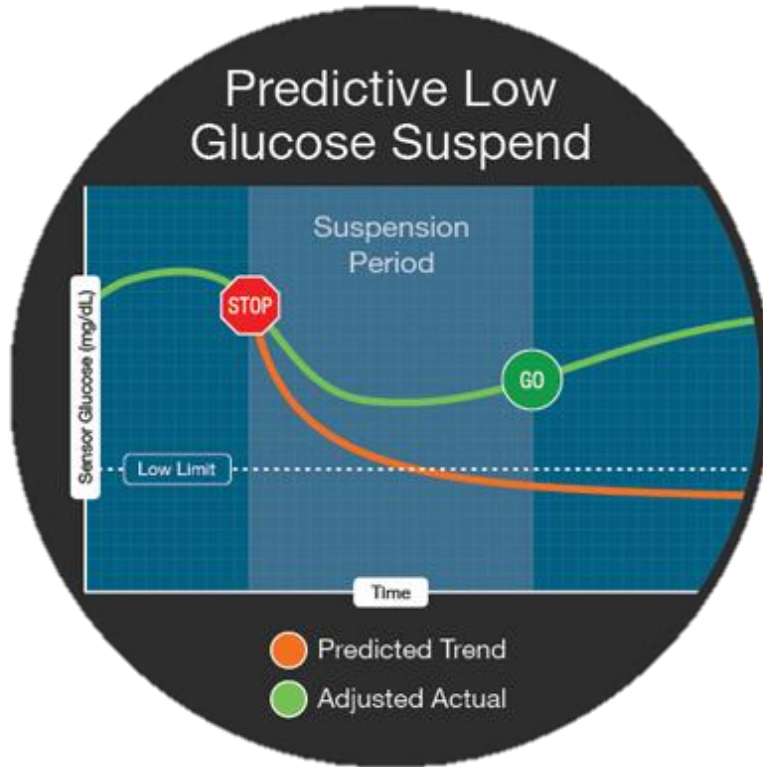 Predictive Low
Glucose Suspend
Suspension
Period
STOP
GO
Sensor Glucose (mg/dL)
Low Limit
Time
Predicted Trend
Adjusted Actual